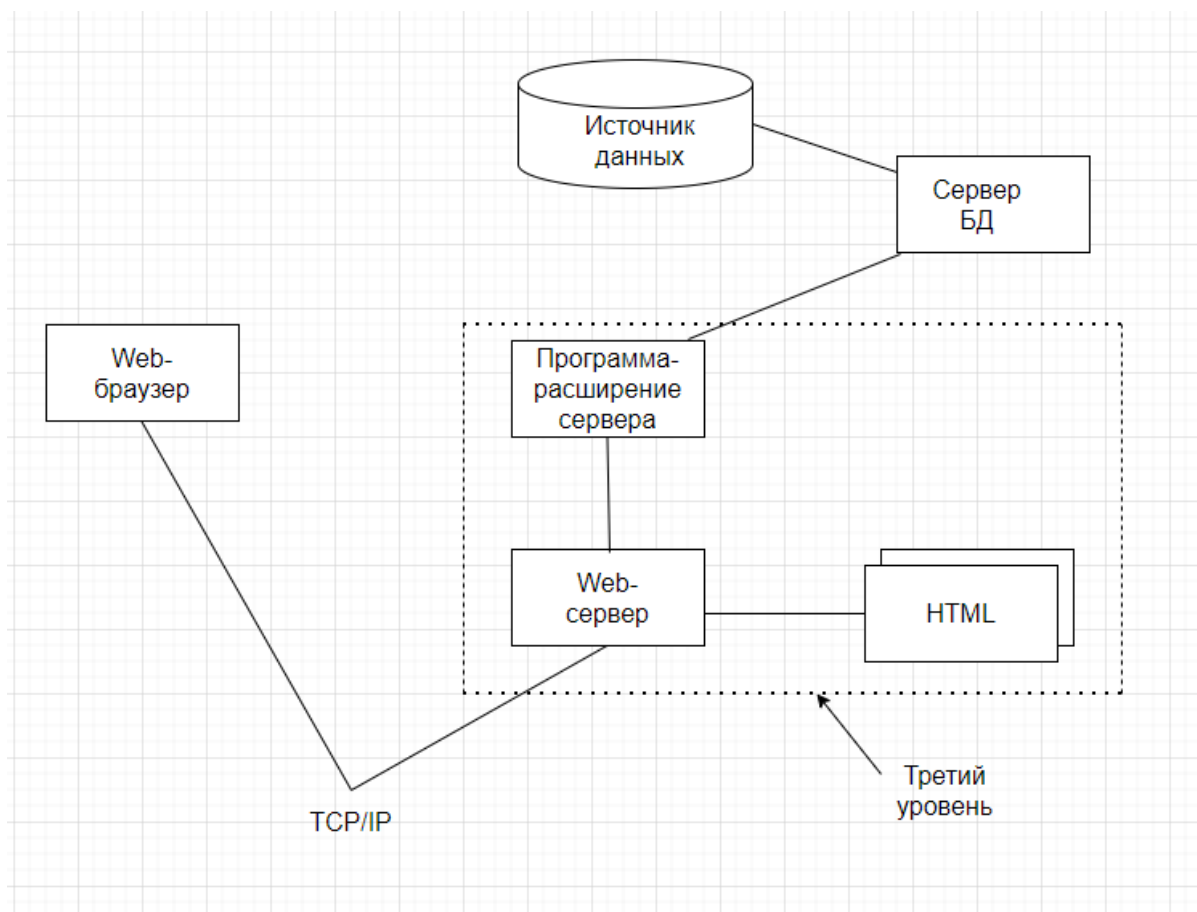 Источник
данных
Сервер
БД
Web-
браузер
Программа-
расширение
сервера
Web-
сервер
HTML
Третий
уровень
TCP/IP